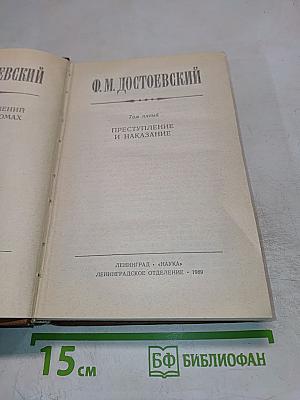 ЕВСКИЙ
ЕНИЙ
ОМАХ
Ф. М. ДОСТОЕВСКИЙ
Том пятый
ПРЕСТУПЛЕНИЕ
И НАКАЗАНИЕ
ЛЕНИНГРАД • «НАУКА»
ЛЕНИНГРАДСКОЕ ОТДЕЛЕНИЕ • 1989
15 см
БФ БИБЛИОФАН